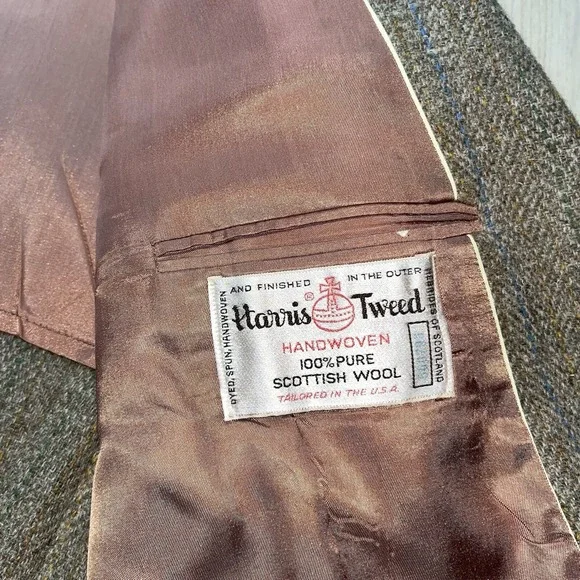 DYED, SPUN, HANDWOVEN
AND FINISHED IN THE OUTER
HEBRIDES OF SCOTLAND
Harris ® Tweed
HANDWOVEN
100% PURE
SCOTTISH WOOL
TAILORED IN THE U.S.A.